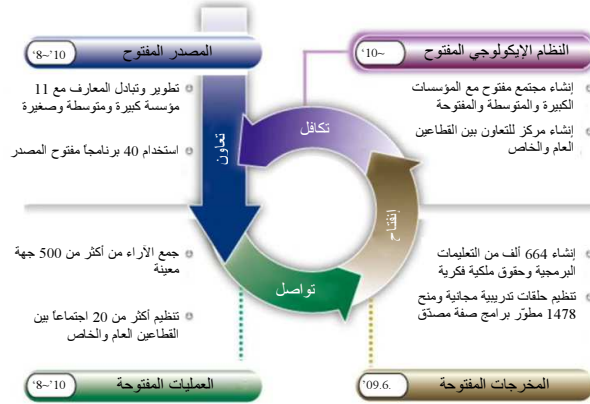 النظام الإيكولوجي المفتوح
'10~
إنشاء مجتمع مفتوح مع المؤسسات
الكبيرة والمتوسطة والمفتوحة
إنشاء مركز للتعاون بين القطاعين
العام والخاص
المصدر المفتوح
'8~'10
تطوير وتبادل المعارف مع 11
مؤسسة كبيرة ومتوسطة وصغيرة
استخدام 40 برنامجاً مفتوح المصدر
تكافل
تعاون
إنفتاح
تواصل
إنشاء 664 ألف من التعليمات
البرمجية وحقوق ملكية فكرية
تنظيم حلقات تدريبية مجانية ومنح
1478 مطوّر برامج صفة مصدّق
جمع الآراء من أكثر من 500 جهة
معينة
تنظيم أكثر من 20 اجتماعاً بين
القطاعين العام والخاص
المخرجات المفتوحة
'09.6.
العمليات المفتوحة
'8~'10